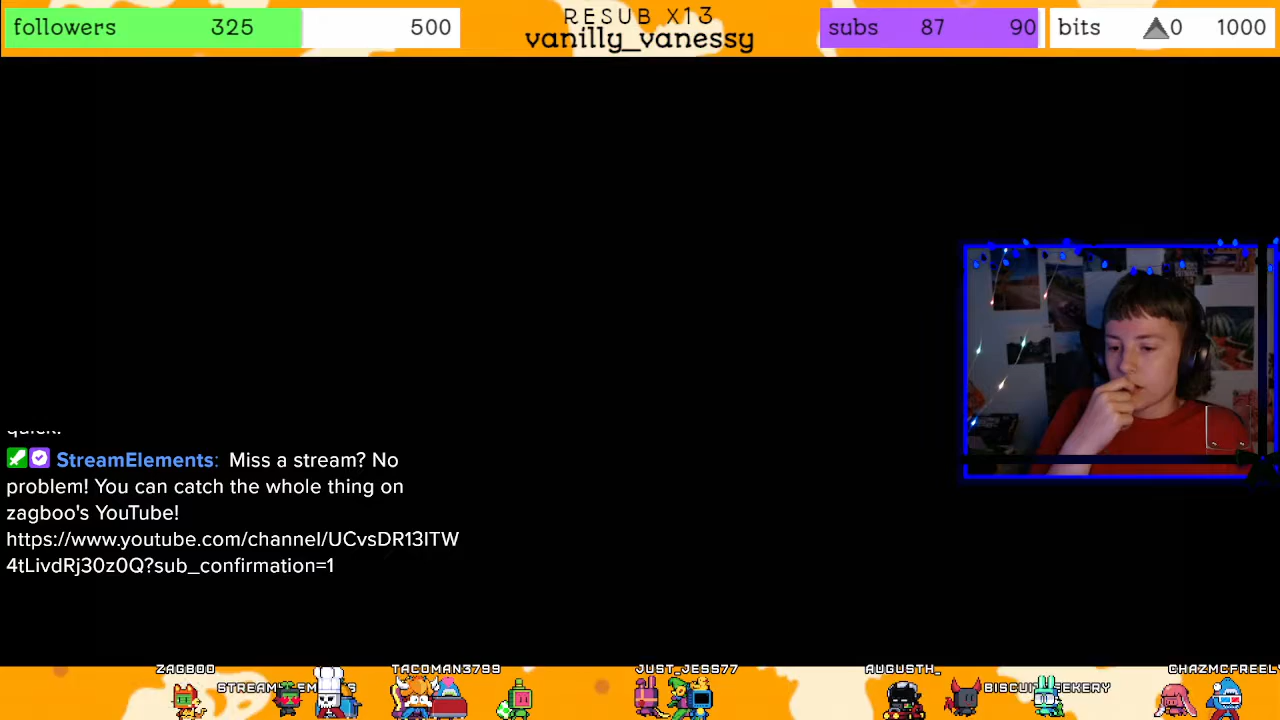 followers 325 500
RESUB X13
vanilly_vanessy
subs 87 90
bits 0 1000
quick!
StreamElements: Miss a stream? No
problem! You can catch the whole thing on
zagboo's YouTube!
https://www.youtube.com/channel/UCvsDR13ITW
4tLivdRj30z0Q?sub_confirmation=1
ZAGBOO
TACOMAN3799
JUST_JESS77
AUGUSTH_
CHAZMCFREELY